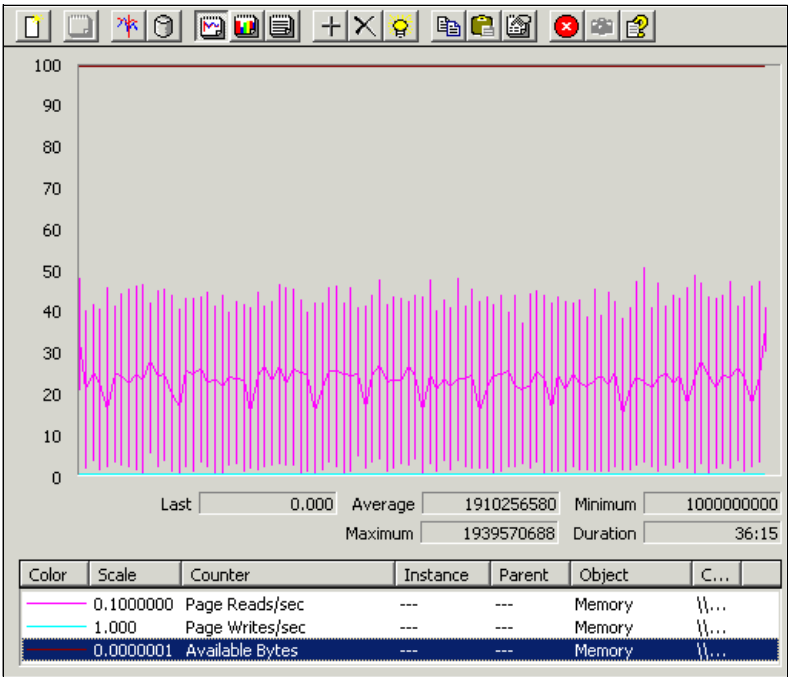 100
90
80
70
60
50
40
30
20
10
0
Last 0.000 Average 1910256580 Minimum 1000000000
Maximum 1939570688 Duration 36:15
Color Scale Counter Instance Parent Object C...
0.1000000 Page Reads/sec --- --- Memory \\...
1.000 Page Writes/sec --- --- Memory \\...
0.0000001 Available Bytes --- --- Memory \\...